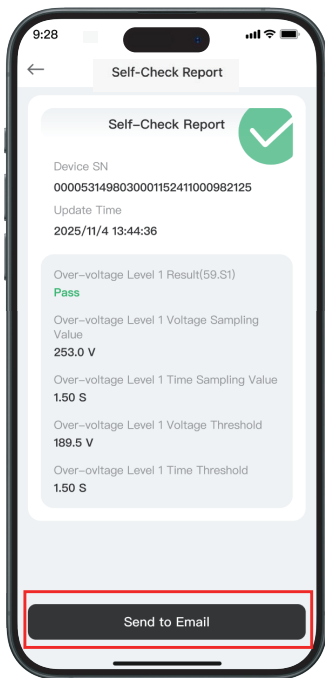 9:28
Self-Check Report
Self-Check Report
Device SN
0000531498030001152411000982125
Update Time
2025/11/4 13:44:36
Over-voltage Level 1 Result(59.S1)
Pass
Over-voltage Level 1 Voltage Sampling
Value
253.0 V
Over-voltage Level 1 Time Sampling Value
1.50 S
Over-voltage Level 1 Voltage Threshold
189.5 V
Over-ovltage Level 1 Time Threshold
1.50 S
Send to Email